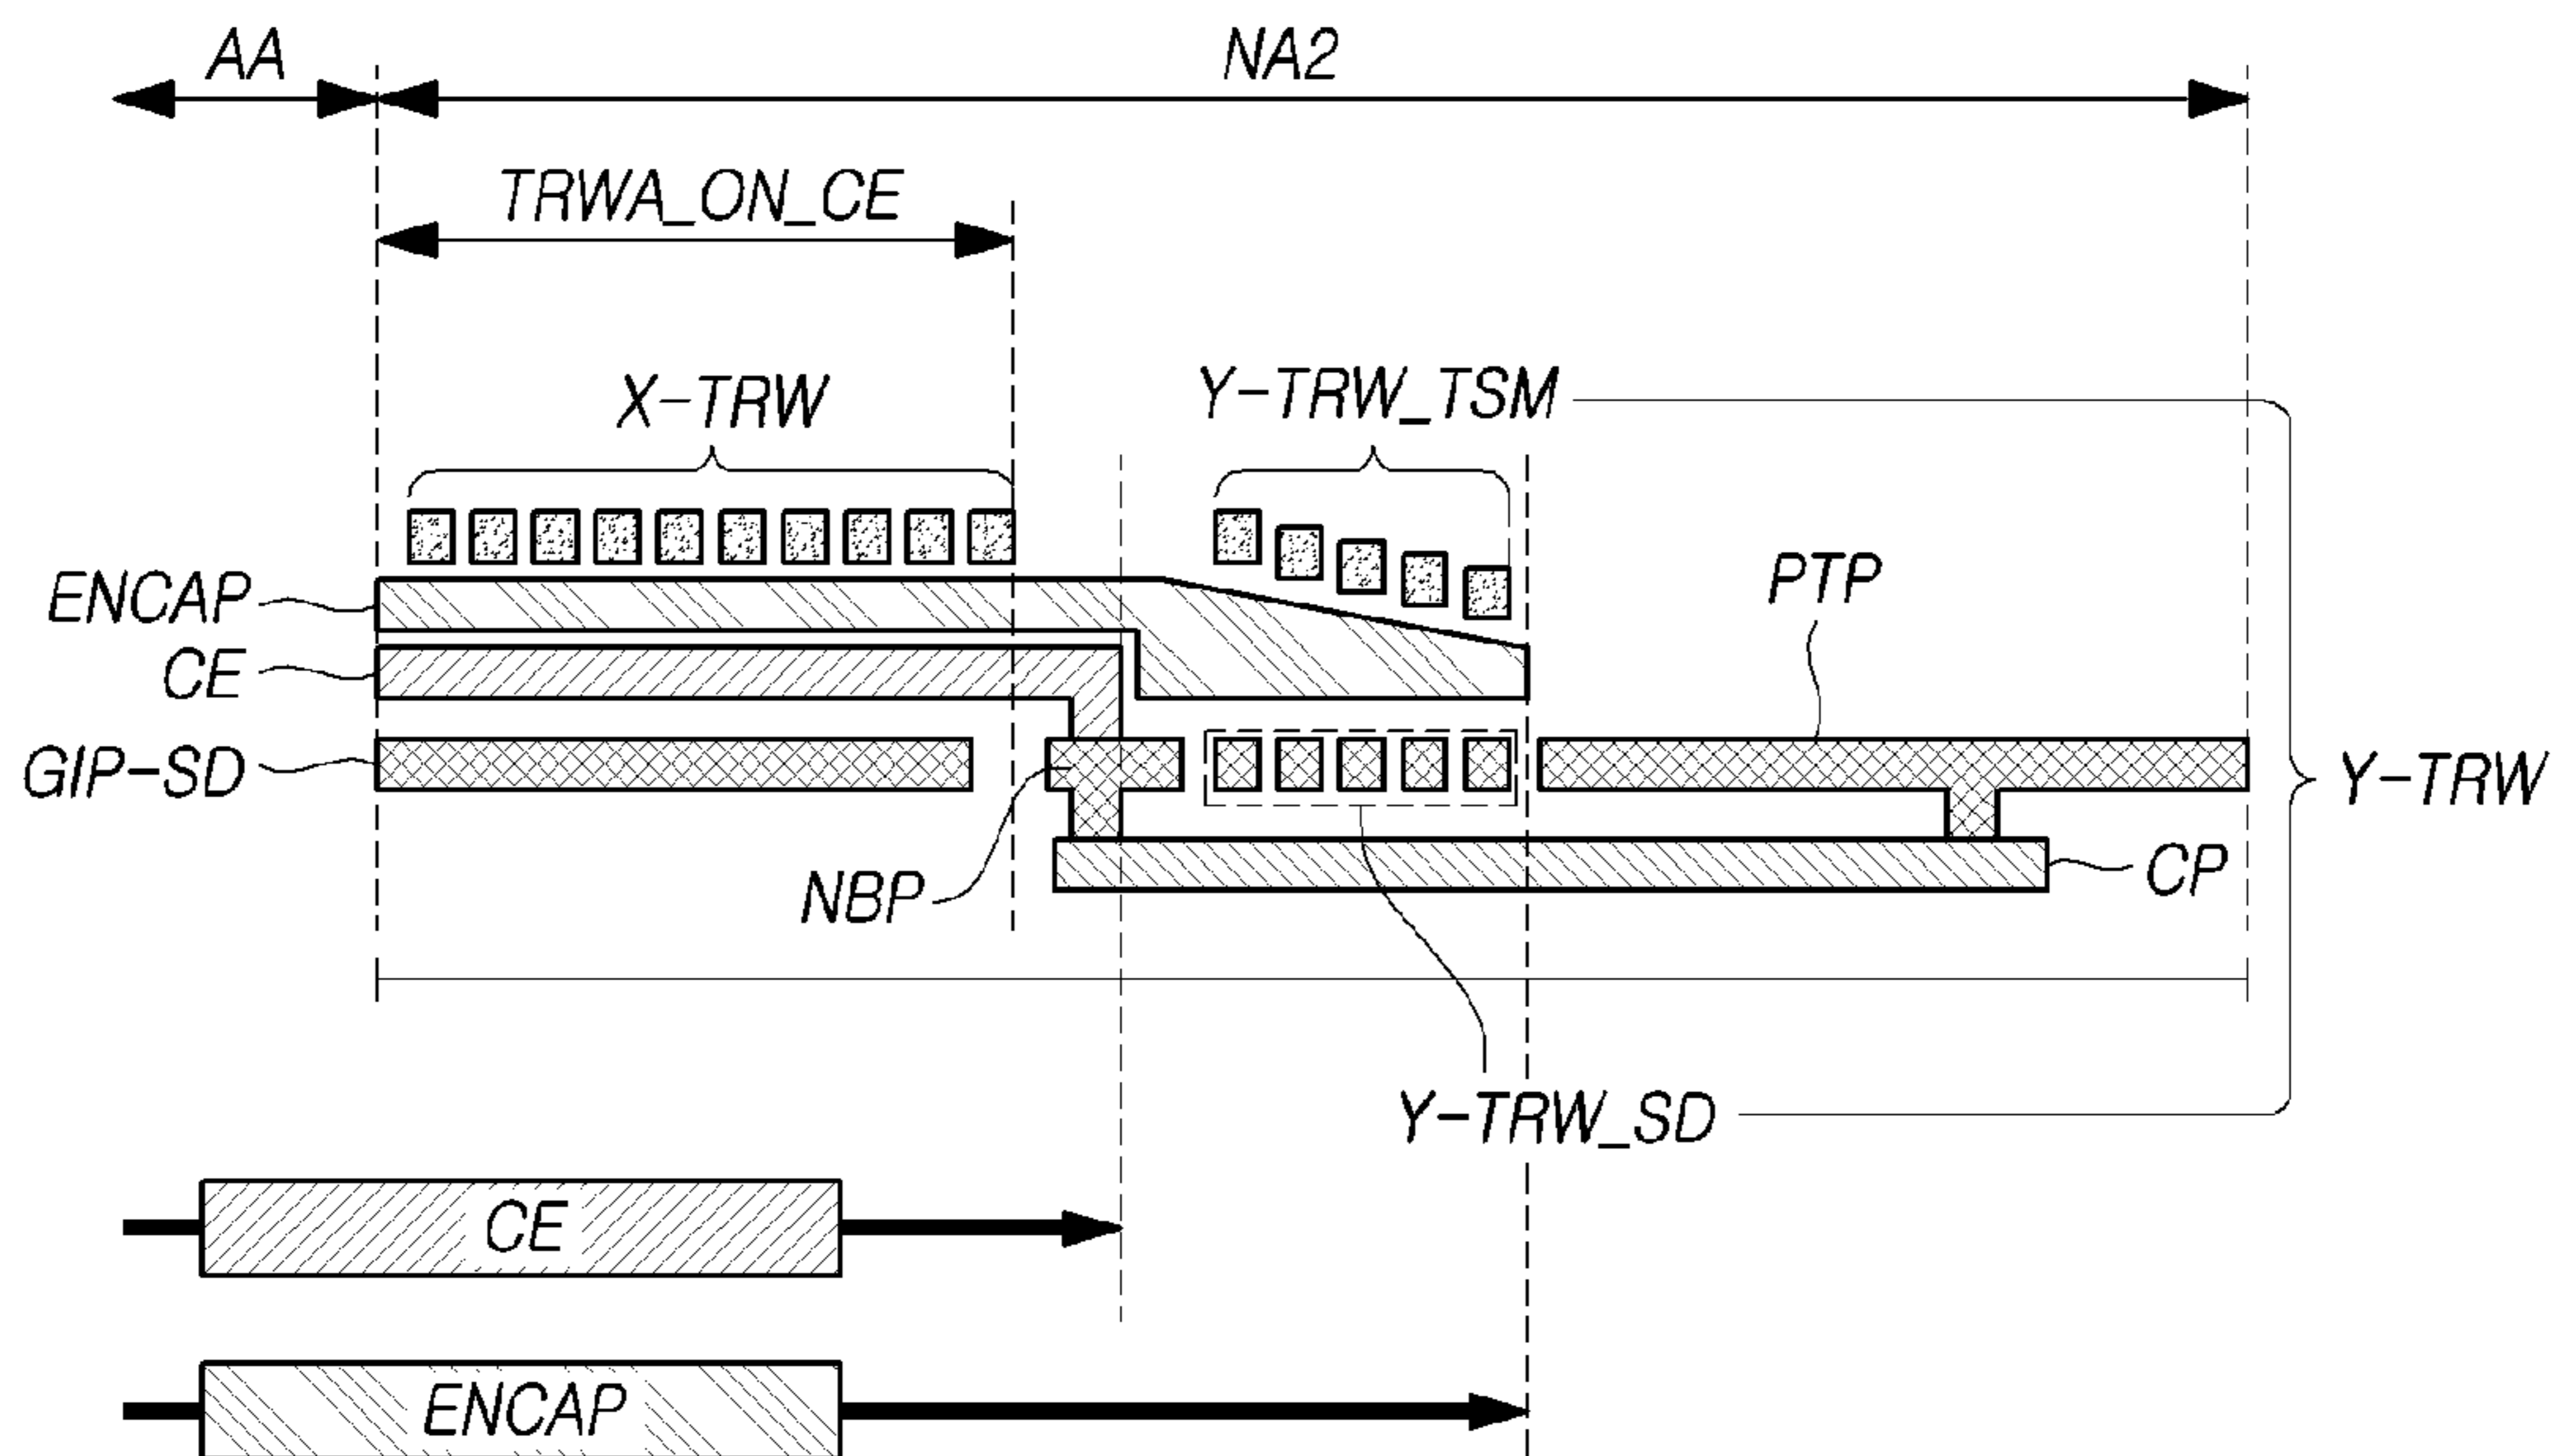 AA
NA2
TRWA_ON_CE
X-TRW
Y-TRW_TSM
ENCAP
PTP
CE
GIP-SD
Y-TRW
NBP
CP
Y-TRW_SD
CE
ENCAP